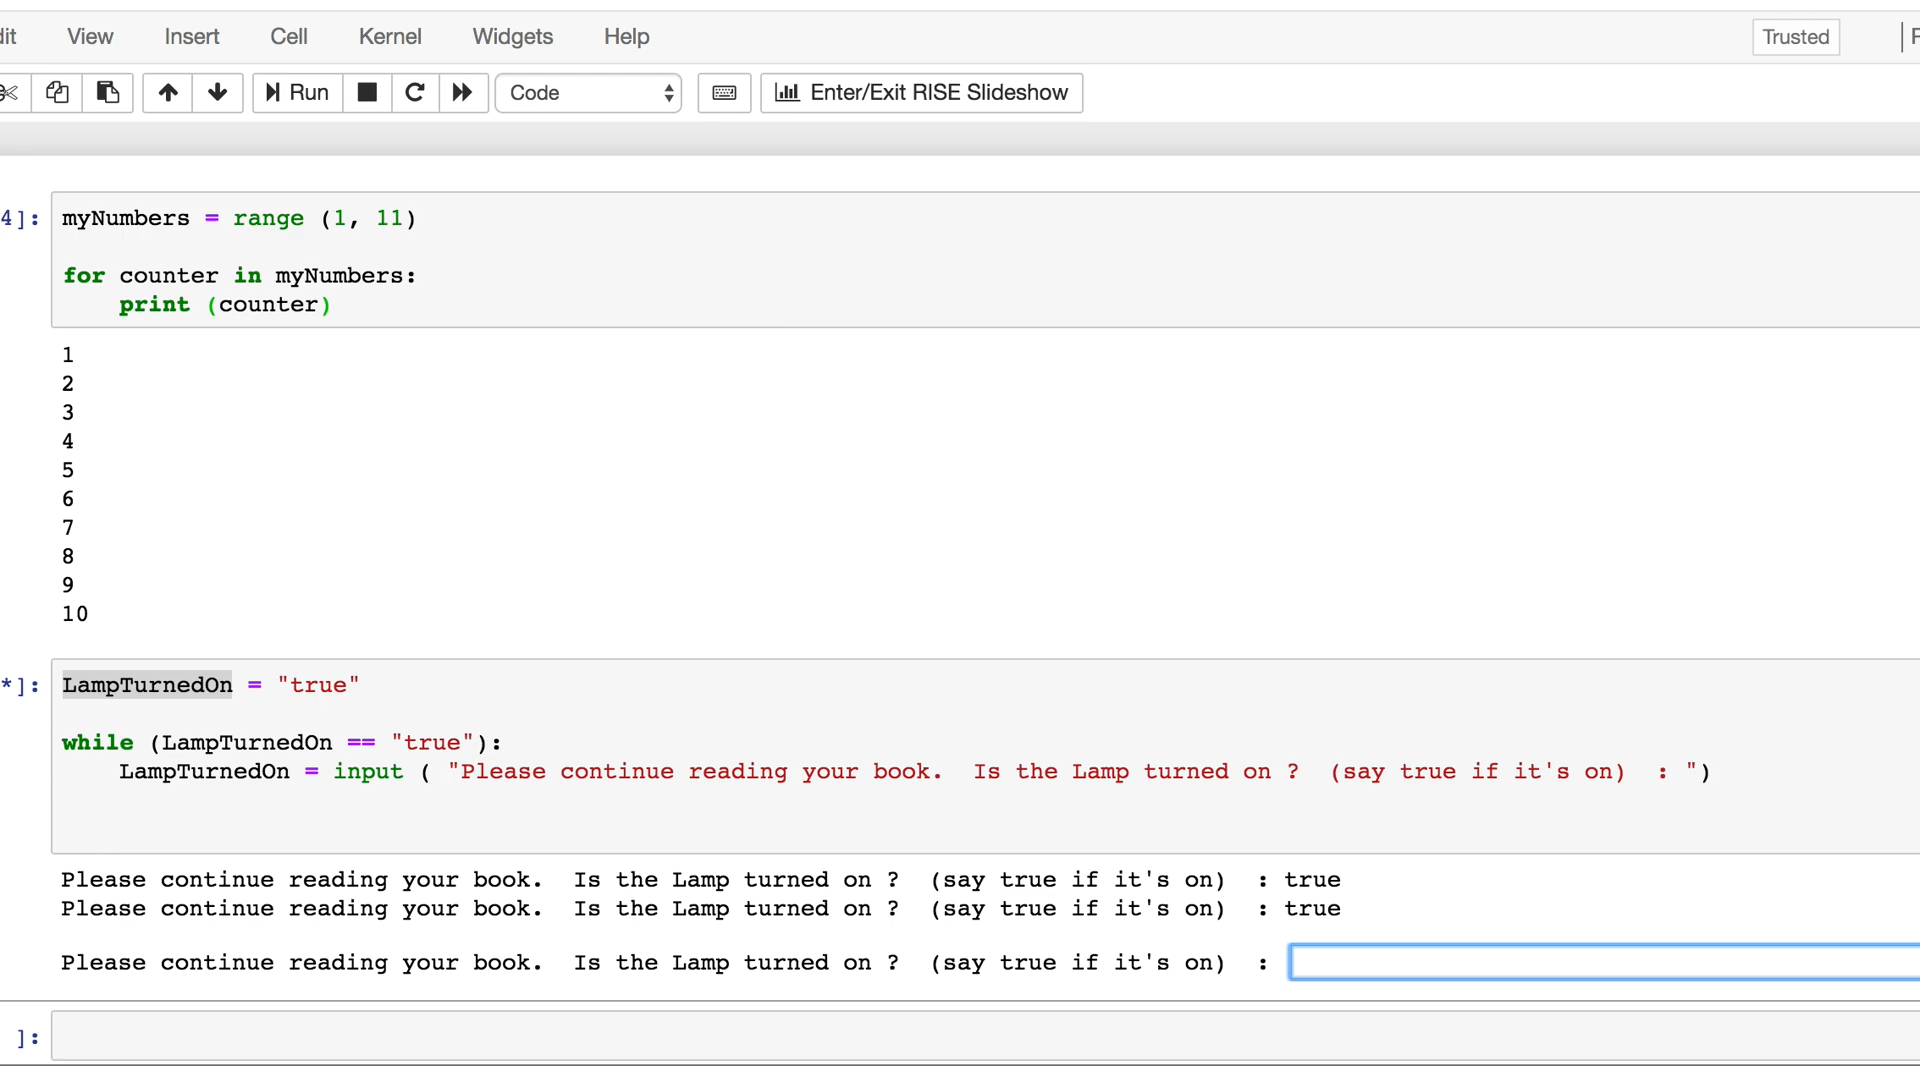 dit View Insert Cell Kernel Widgets Help Trusted
Run Code Enter/Exit RISE Slideshow
4]: myNumbers = range (1, 11)
for counter in myNumbers:
    print (counter)
1
2
3
4
5
6
7
8
9
10
*]: LampTurnedOn = "true"
while (LampTurnedOn == "true"):
    LampTurnedOn = input ( "Please continue reading your book.  Is the Lamp turned on ?  (say true if it's on)  : ")
Please continue reading your book.  Is the Lamp turned on ?  (say true if it's on)  : true
Please continue reading your book.  Is the Lamp turned on ?  (say true if it's on)  : true
Please continue reading your book.  Is the Lamp turned on ?  (say true if it's on)  :
]: